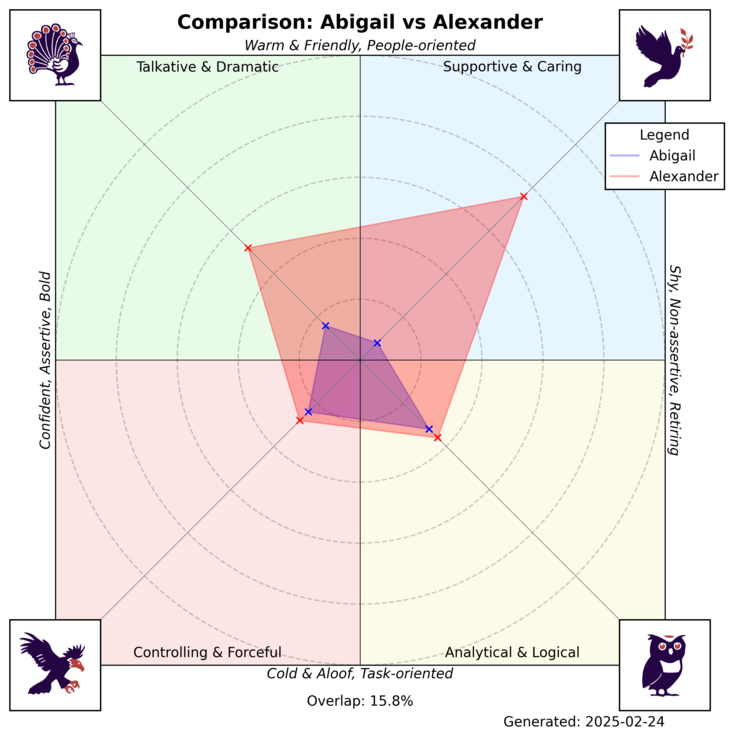 Comparison: Abigail vs Alexander
Warm & Friendly, People-oriented
Talkative & Dramatic
Supportive & Caring
Legend
Abigail
Alexander
Confident, Assertive, Bold
Shy, Non-assertive, Retiring
Controlling & Forceful
Analytical & Logical
Cold & Aloof, Task-oriented
Overlap: 15.8%
Generated: 2025-02-24